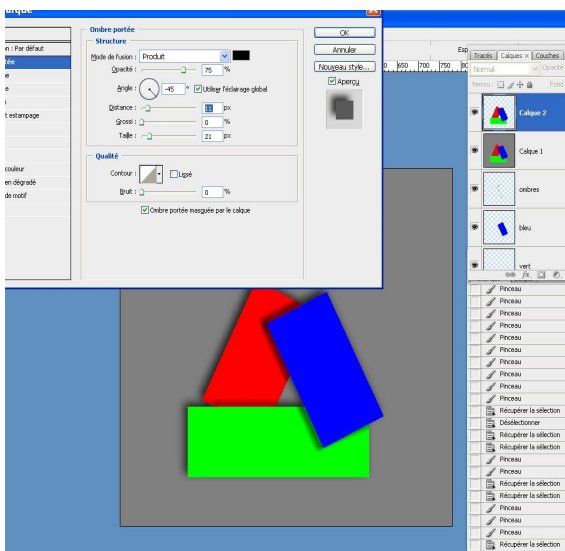 Ombre portée
Structure
Mode de fusion : Produit
Opacité : 75 %
Angle : -45 ° Utiliser l'éclairage global
Distance : 11 px
Grossi : 0 %
Taille : 21 px
Qualité
Contour : Lissé
Bruit : 0 %
Ombre portée masquée par le calque
OK
Annuler
Nouveau style...
Aperçu
on : Par défaut
tée
ne
t estampage
couleur
en dégradé
de motif
Esp
650 700 750
Tracés Calques × Couches
Normal Opacité
Verrou : Fond
Calque 2
Calque 1
ombres
bleu
vert
Pinceau
Pinceau
Pinceau
Pinceau
Pinceau
Pinceau
Pinceau
Pinceau
Pinceau
Pinceau
Récupérer la sélection
Désélectionner
Récupérer la sélection
Récupérer la sélection
Pinceau
Pinceau
Récupérer la sélection
Récupérer la sélection
Pinceau
Pinceau
Pinceau
Récupérer la sélection